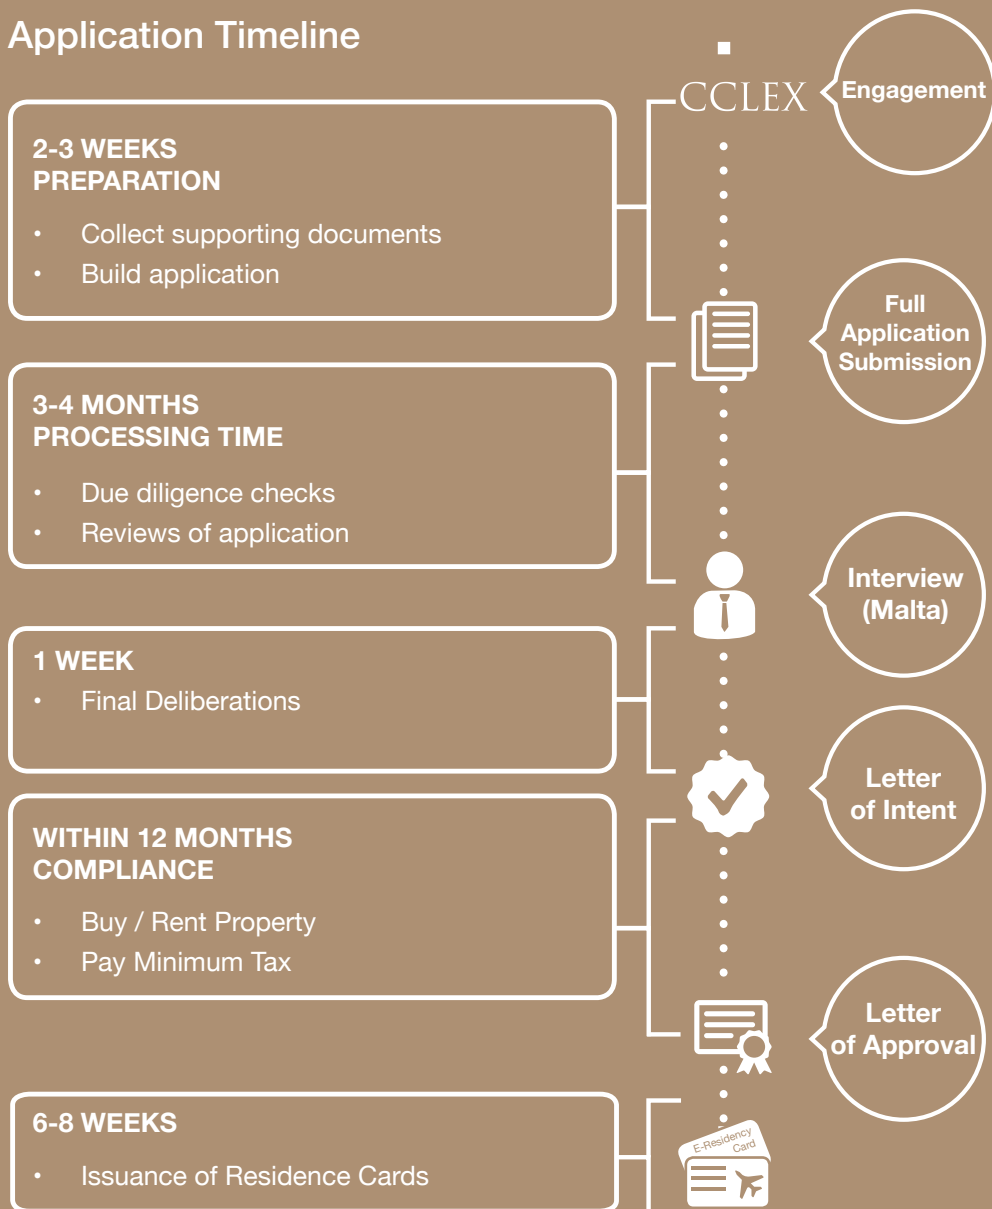 Application Timeline
CCLEX
Engagement
2-3 WEEKS
PREPARATION
• Collect supporting documents
• Build application
Full
Application
Submission
3-4 MONTHS
PROCESSING TIME
• Due diligence checks
• Reviews of application
Interview
(Malta)
1 WEEK
• Final Deliberations
Letter
of Intent
WITHIN 12 MONTHS
COMPLIANCE
• Buy / Rent Property
• Pay Minimum Tax
Letter
of Approval
6-8 WEEKS
• Issuance of Residence Cards
E-Residency
Card